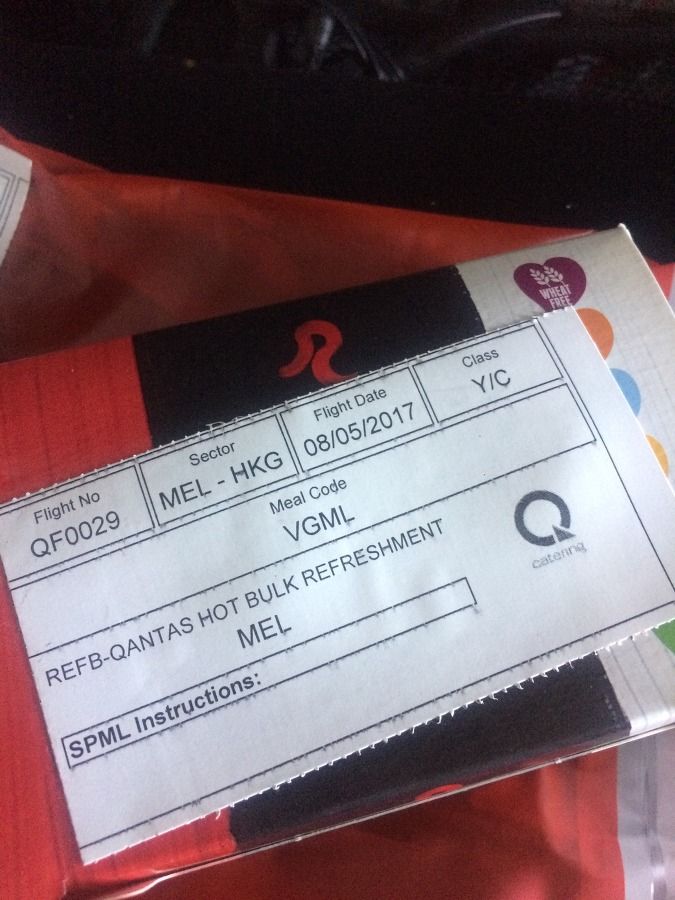 WHEAT
FREE
Flight No
QF0029
Sector
MEL - HKG
Flight Date
08/05/2017
Class
Y/C
Meal Code
VGML
REFB-QANTAS HOT BULK REFRESHMENT
MEL
Q
catering
SPML Instructions: